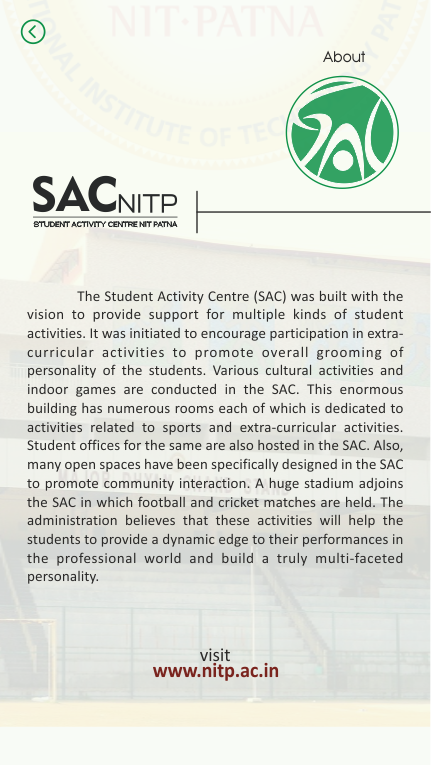 NIT·PATNA
INSTITUTE OF TEC
About
SAC NITP
STUDENT ACTIVITY CENTRE NIT PATNA
The Student Activity Centre (SAC) was built with the
vision to provide support for multiple kinds of student
activities. It was initiated to encourage participation in extra-
curricular activities to promote overall grooming of
personality of the students. Various cultural activities and
indoor games are conducted in the SAC. This enormous
building has numerous rooms each of which is dedicated to
activities related to sports and extra-curricular activities.
Student offices for the same are also hosted in the SAC. Also,
many open spaces have been specifically designed in the SAC
to promote community interaction. A huge stadium adjoins
the SAC in which football and cricket matches are held. The
administration believes that these activities will help the
students to provide a dynamic edge to their performances in
the professional world and build a truly multi-faceted
personality.
visit
www.nitp.ac.in